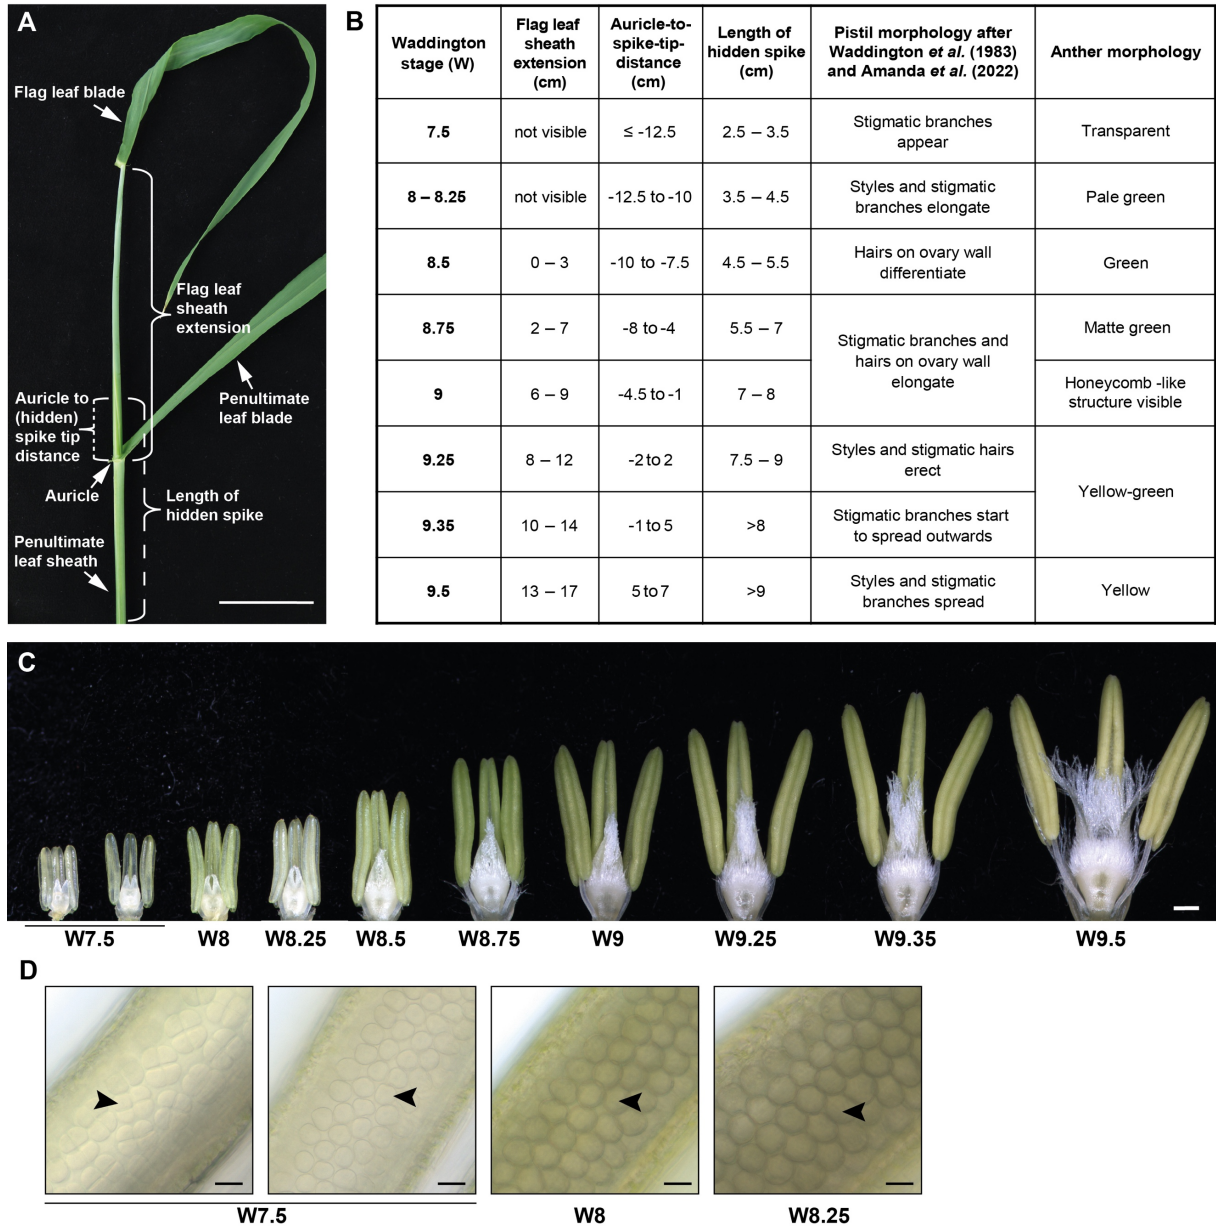 A
Flag leaf blade
Flag leaf
sheath
extension
Penultimate
leaf blade
Auricle to
(hidden)
spike tip
distance
Auricle
Length of
hidden spike
Penultimate
leaf sheath
B
Waddington
stage (W)
Flag leaf
sheath
extension
(cm)
Auricle-to-
spike-tip-
distance
(cm)
Length of
hidden spike
(cm)
Pistil morphology after
Waddington et al. (1983)
and Amanda et al. (2022)
Anther morphology
7.5
not visible
≤ -12.5
2.5 – 3.5
Stigmatic branches
appear
Transparent
8 – 8.25
not visible
-12.5 to -10
3.5 – 4.5
Styles and stigmatic
branches elongate
Pale green
8.5
0 – 3
-10 to -7.5
4.5 – 5.5
Hairs on ovary wall
differentiate
Green
8.75
2 – 7
-8 to -4
5.5 – 7
Stigmatic branches and
hairs on ovary wall
elongate
Matte green
9
6 – 9
-4.5 to -1
7 – 8
Honeycomb -like
structure visible
9.25
8 – 12
-2 to 2
7.5 – 9
Styles and stigmatic hairs
erect
Yellow-green
9.35
10 – 14
-1 to 5
>8
Stigmatic branches start
to spread outwards
9.5
13 – 17
5 to 7
>9
Styles and stigmatic
branches spread
Yellow
C
W7.5 W8 W8.25 W8.5 W8.75 W9 W9.25 W9.35 W9.5
D
W7.5 W8 W8.25